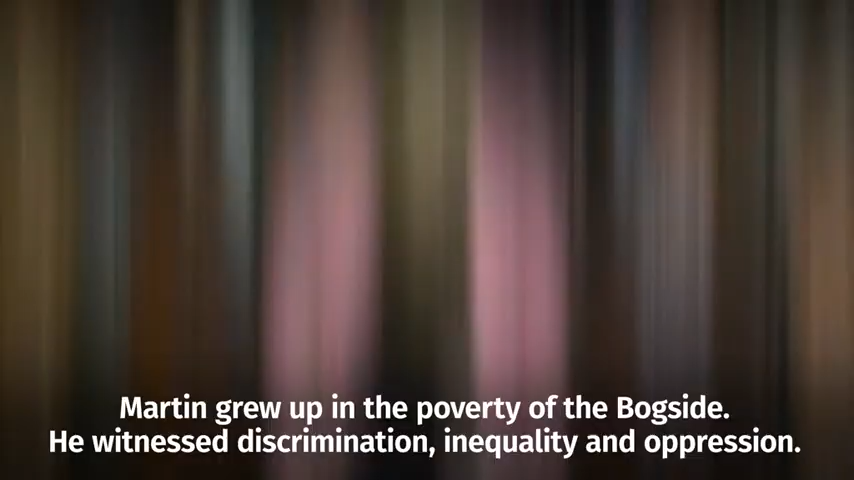 Martin grew up in the poverty of the Bogside.
He witnessed discrimination, inequality and oppression.